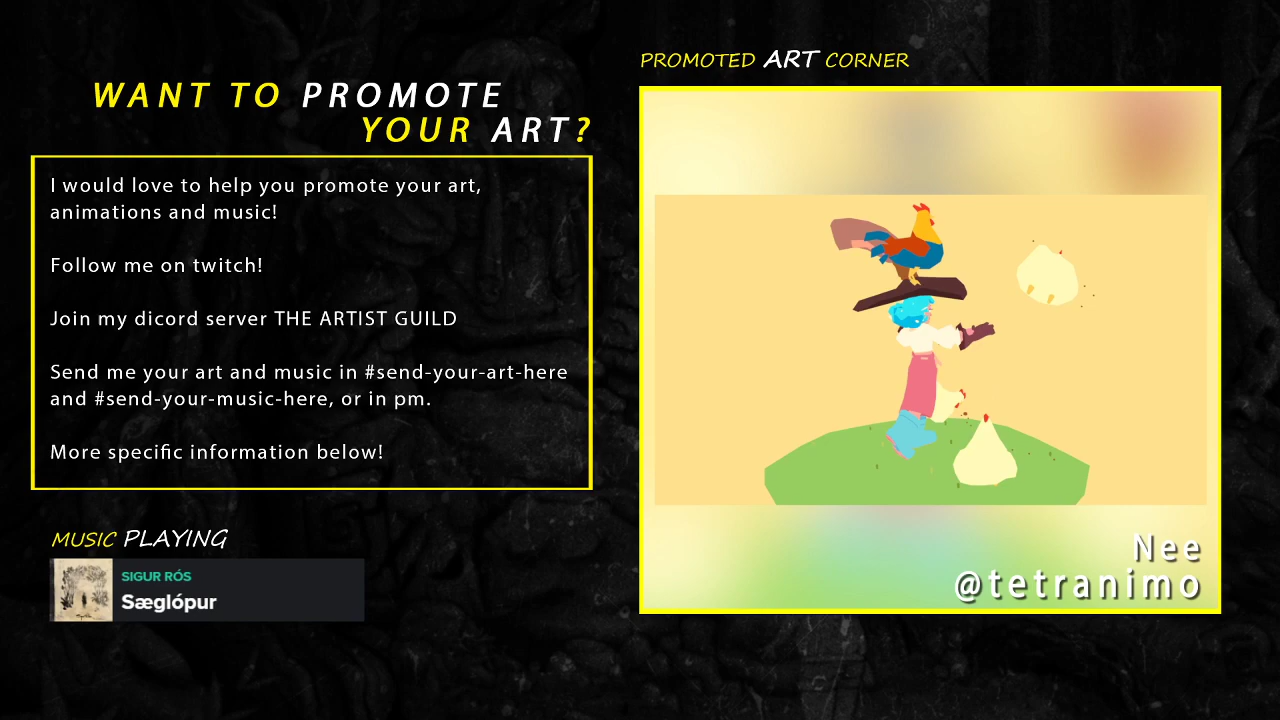 WANT TO PROMOTE
YOUR ART?
I would love to help you promote your art,
animations and music!
Follow me on twitch!
Join my dicord server THE ARTIST GUILD
Send me your art and music in #send-your-art-here
and #send-your-music-here, or in pm.
More specific information below!
MUSIC PLAYING
SIGUR RÓS
Sæglópur
PROMOTED ART CORNER
Nee
@tetranimo